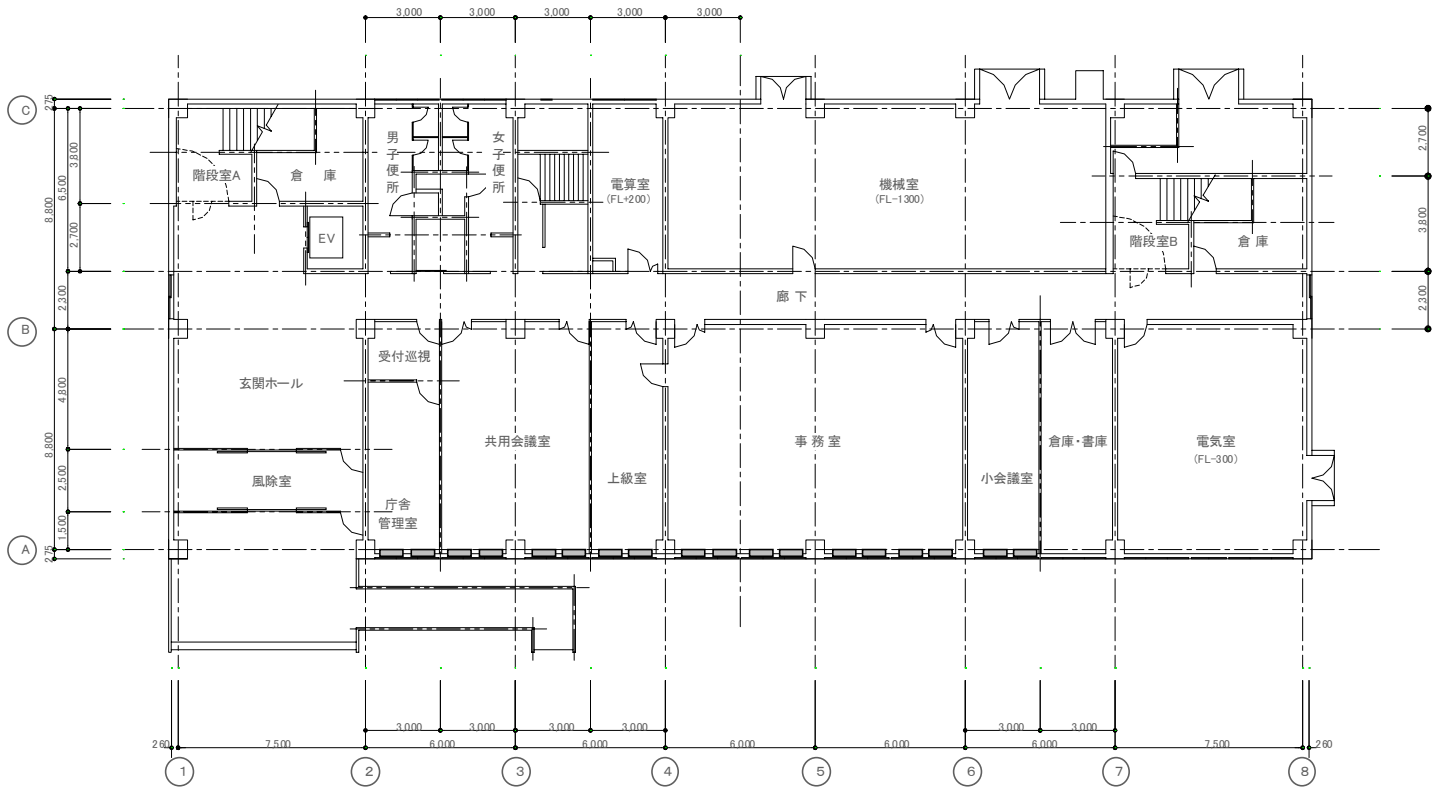 3,000 3,000 3,000 3,000 3,000
C
275
3,800
6,500
8,800
2,700
2,300
階段室A
倉 庫
EV
男子便所
女子便所
電算室
(FL+200)
機械室
(FL-1300)
階段室B
倉 庫
2,700
3,800
2,300
廊 下
B
4,800
8,800
2,500
1,500
275
玄関ホール
受付巡視
風除室
庁舎
管理室
共用会議室
上級室
事 務 室
小会議室
倉庫・書庫
電気室
(FL-300)
A
3,000 3,000 3,000 3,000 3,000 3,000
260 7,500 6,000 6,000 6,000 6,000 6,000 7,500 260
1 2 3 4 5 6 7 8